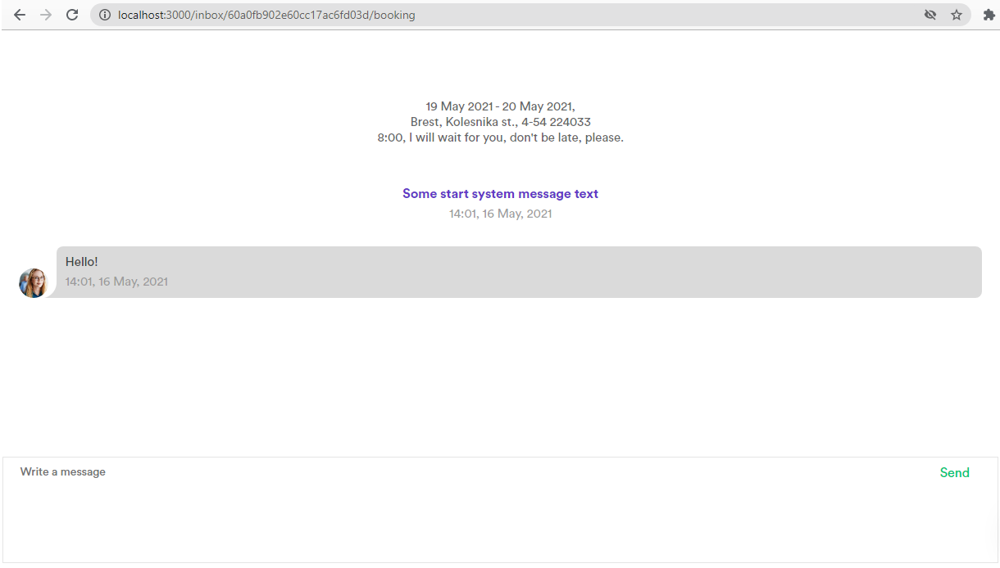 localhost:3000/inbox/60a0fb902e60cc17ac6fd03d/booking
19 May 2021 - 20 May 2021,
Brest, Kolesnika st., 4-54 224033
8:00, I will wait for you, don't be late, please.
Some start system message text
14:01, 16 May, 2021
Hello!
14:01, 16 May, 2021
Write a message
Send